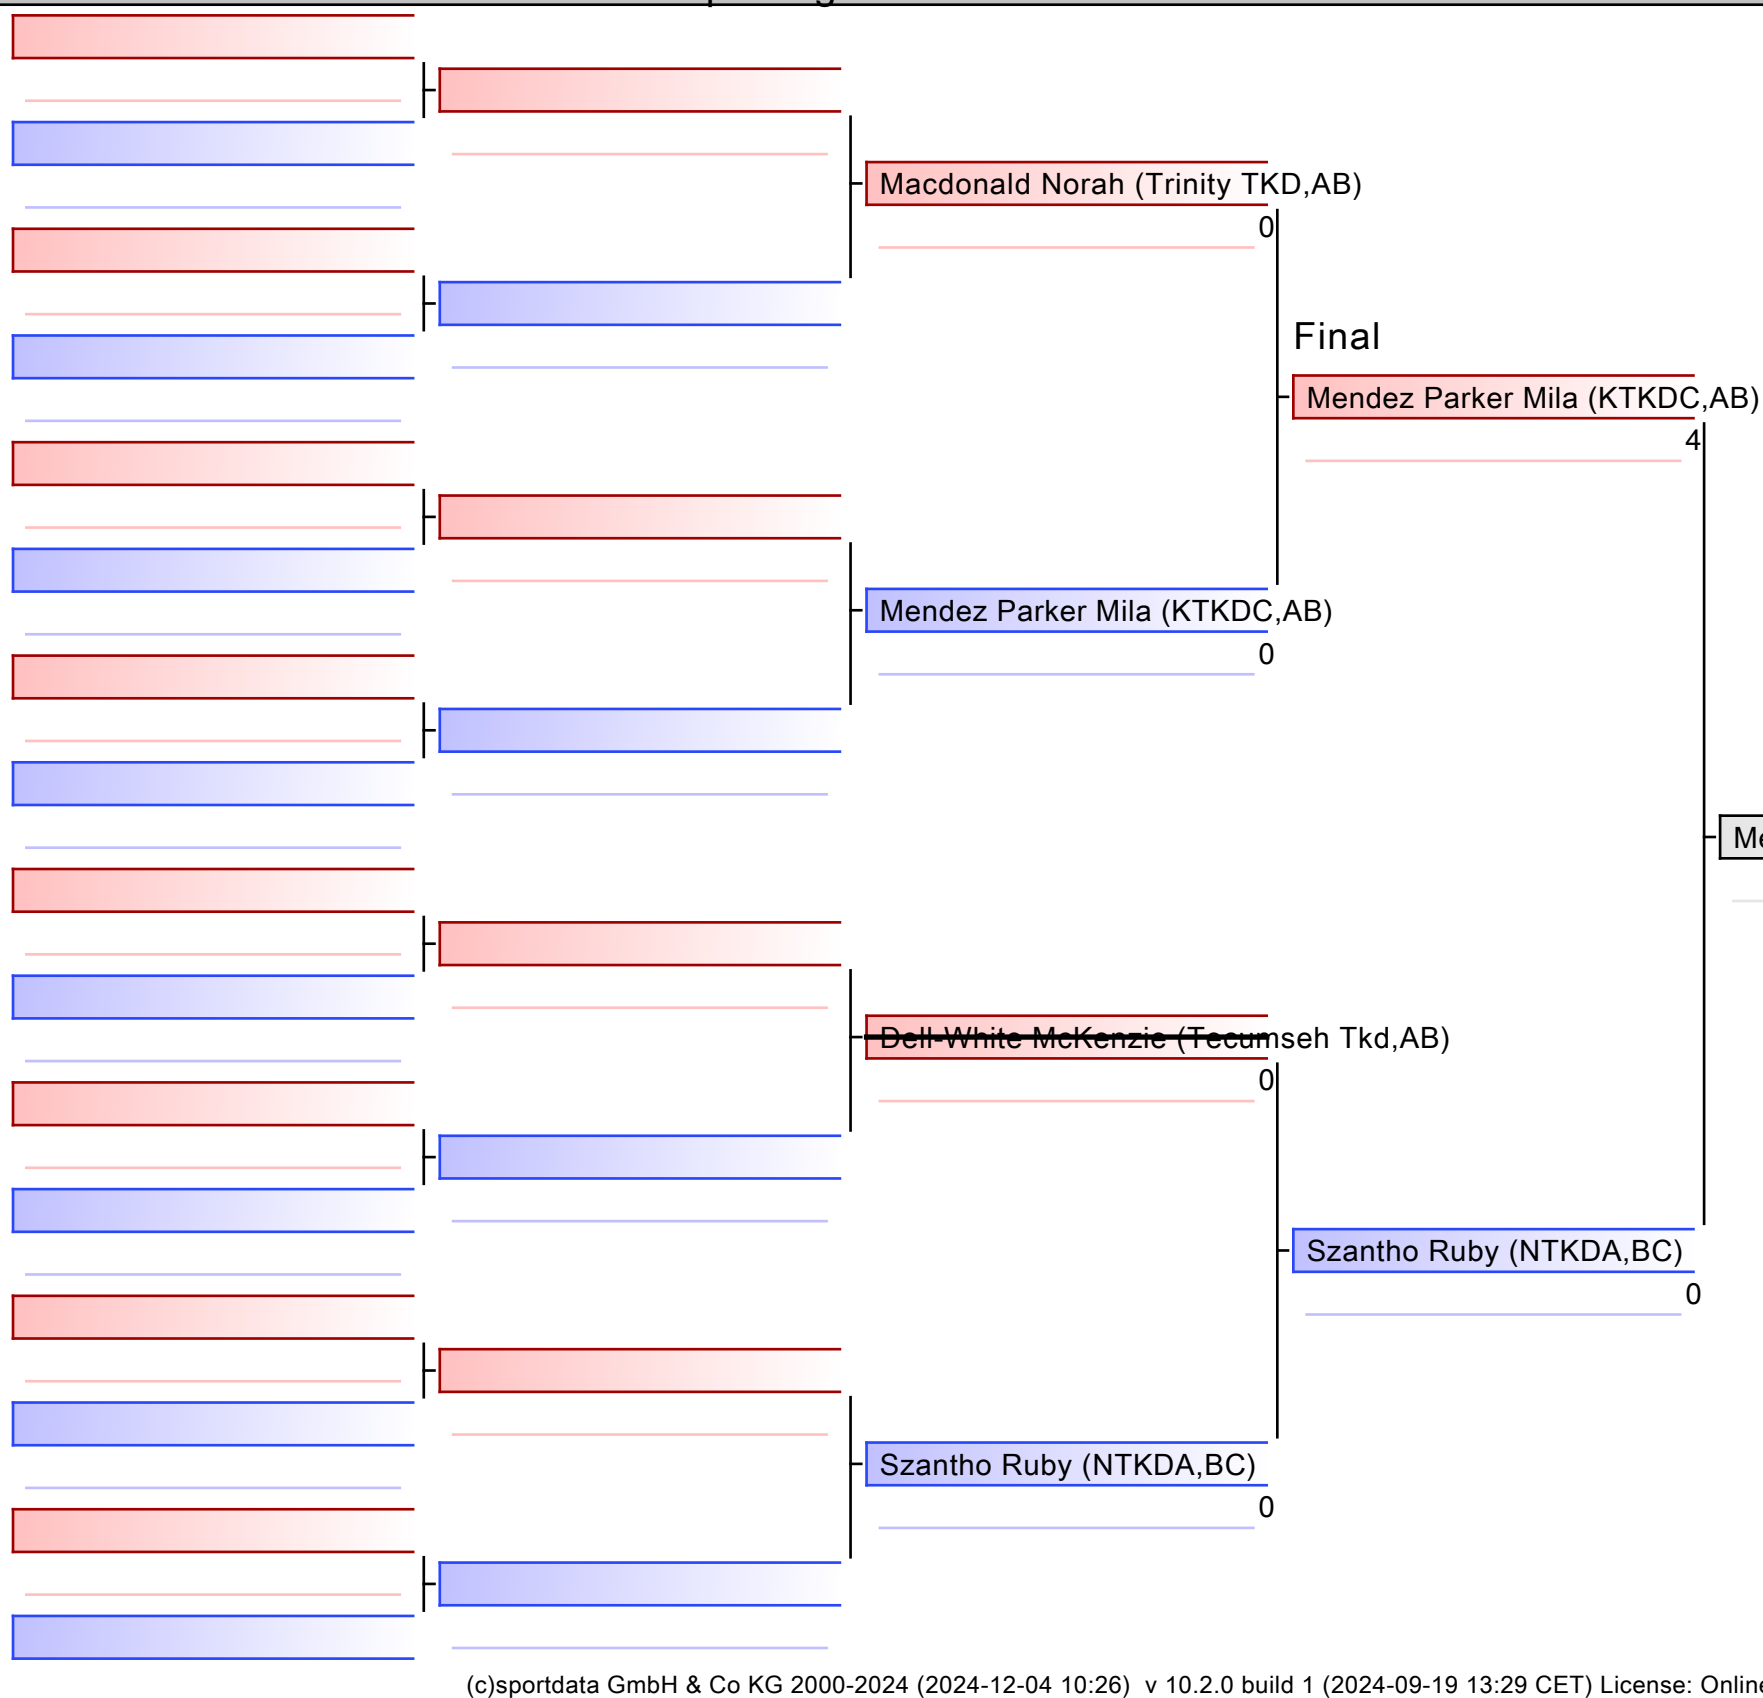 Macdonald Norah (Trinity TKD,AB)
0
Final
Mendez Parker Mila (KTKDC,AB)
4
Mendez Parker Mila (KTKDC,AB)
0
Dell-White McKenzie (Tecumseh Tkd,AB)
0
Szantho Ruby (NTKDA,BC)
0
Szantho Ruby (NTKDA,BC)
0
(c)sportdata GmbH & Co KG 2000-2024 (2024-12-04 10:26) v 10.2.0 build 1 (2024-09-19 13:29 CET) License: